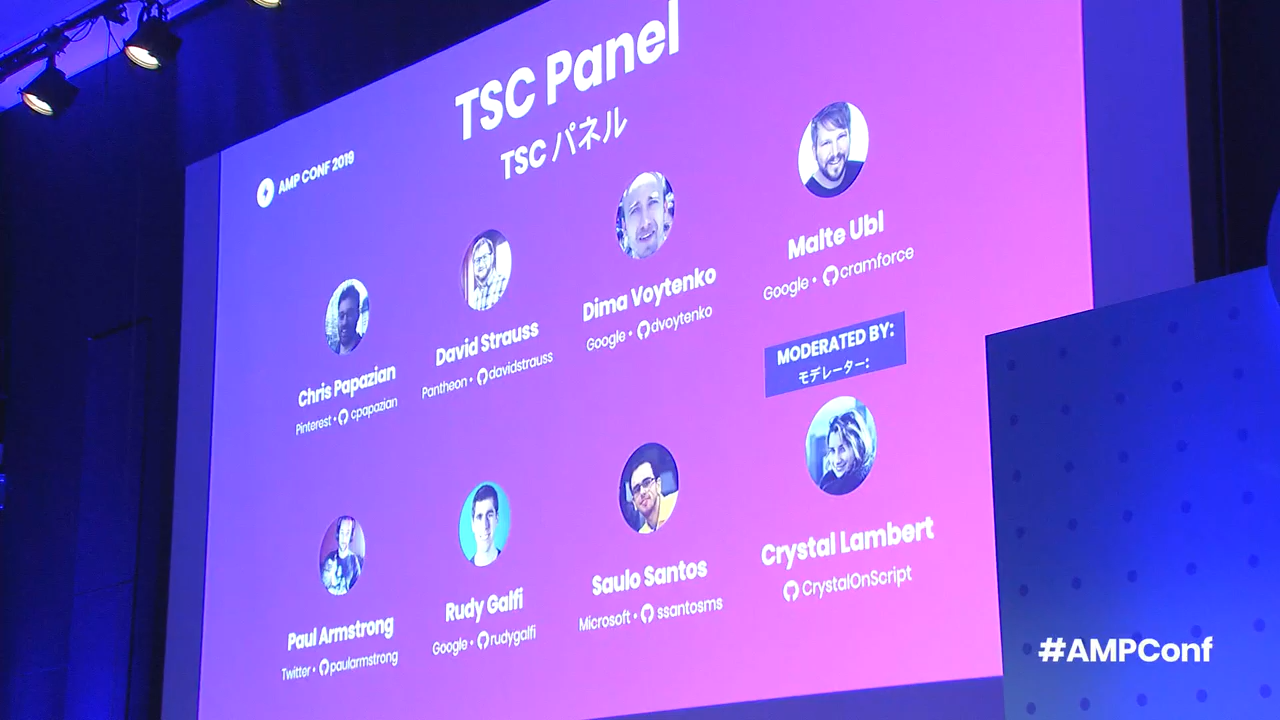 TSC Panel
TSC パネル
AMP CONF 2019
Chris Papazian
Pinterest • cpapazian
David Strauss
Pantheon • davidstrauss
Dima Voytenko
Google • dvoytenko
Malte Ubl
Google • cramforce
Paul Armstrong
Twitter • paularmstrong
Rudy Galfi
Google • rudygalfi
Saulo Santos
Microsoft • ssantosms
MODERATED BY:
モデレーター:
Crystal Lambert
CrystalOnScript
#AMPConf